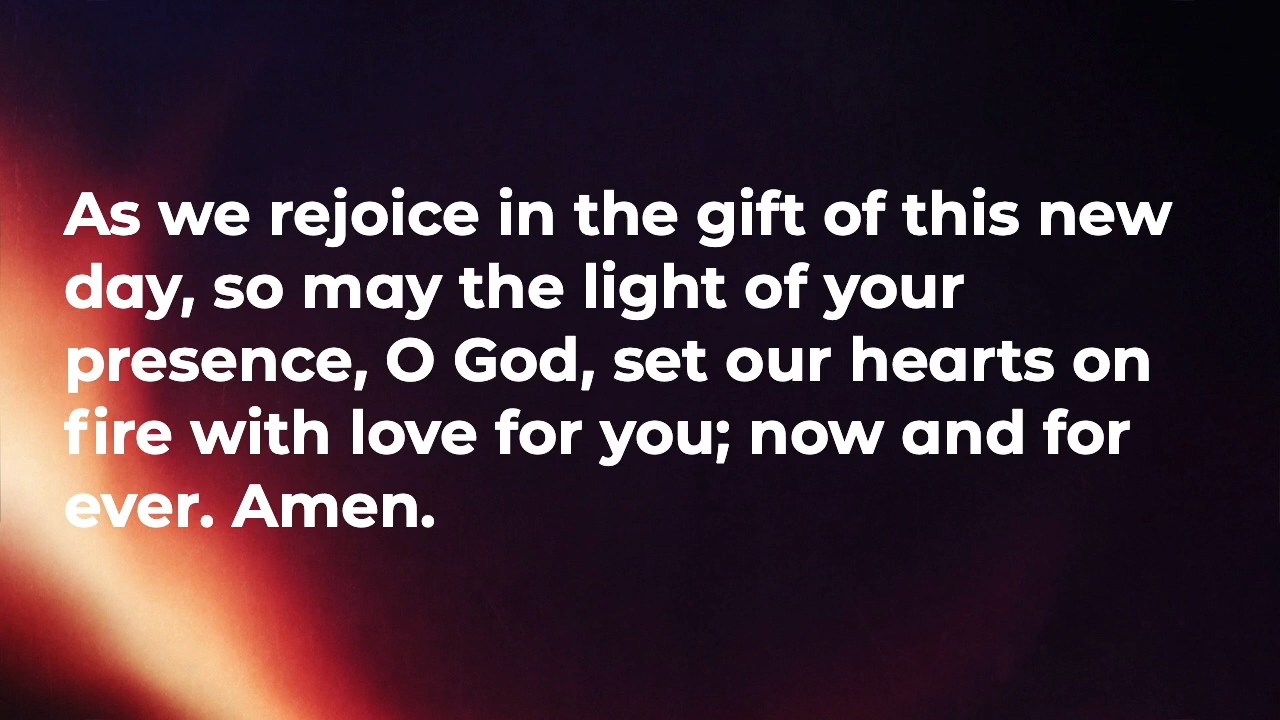 As we rejoice in the gift of this new
day, so may the light of your
presence, O God, set our hearts on
fire with love for you; now and for
ever. Amen.